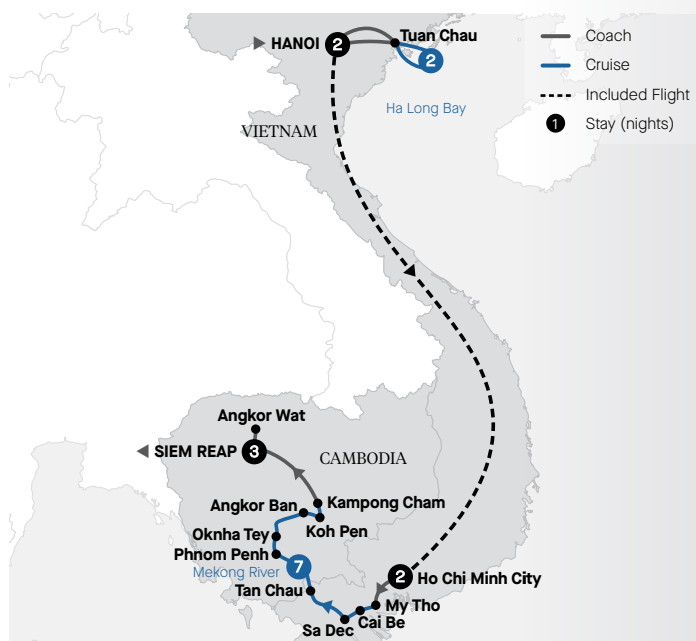 HANOI
2
Tuan Chau
2
Ha Long Bay
VIETNAM
Coach
Cruise
Included Flight
1
Stay (nights)
Angkor Wat
SIEM REAP
3
CAMBODIA
Kampong Cham
Angkor Ban
Koh Pen
Oknha Tey
Phnom Penh
Mekong River
7
Tan Chau
2
Ho Chi Minh City
My Tho
Cai Be
Sa Dec